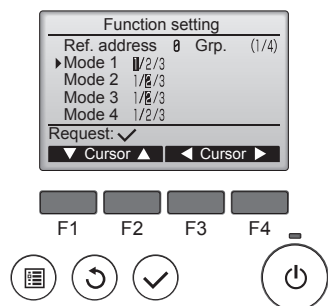 Function setting
Ref. address 0 Grp. (1/4)
Mode 1 1/2/3
Mode 2 1/2/3
Mode 3 1/2/3
Mode 4 1/2/3
Request: ✓
▼ Cursor ▲ ◀ Cursor ▶
F1 F2 F3 F4